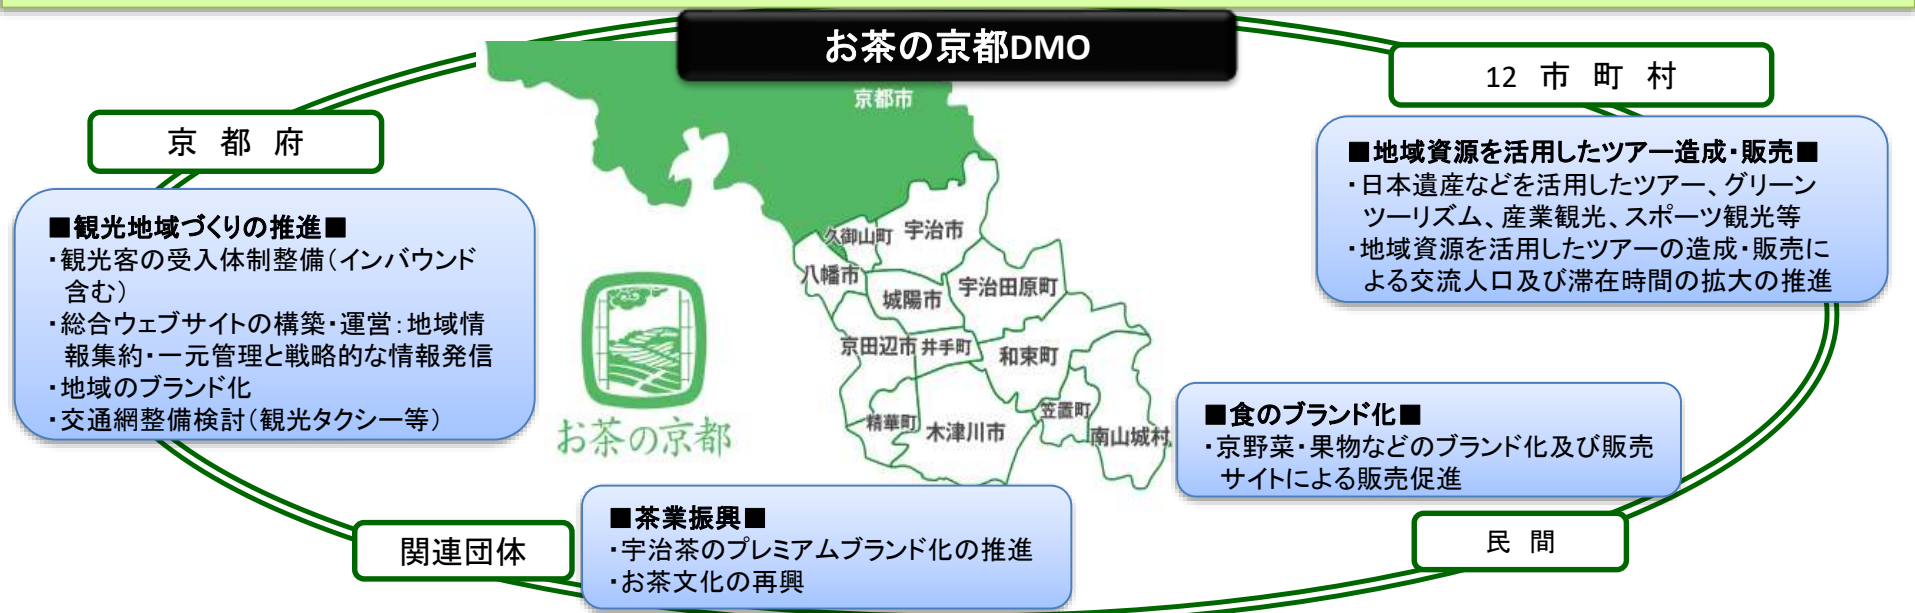 お茶の京都DMO
京都府
■観光地域づくりの推進■
・観光客の受入体制整備(インバウンド
含む)
・総合ウェブサイトの構築・運営:地域情
報集約・一元管理と戦略的な情報発信
・地域のブランド化
・交通網整備検討(観光タクシー等)
12 市 町 村
■地域資源を活用したツアー造成・販売■
・日本遺産などを活用したツアー、グリーン
ツーリズム、産業観光、スポーツ観光等
・地域資源を活用したツアーの造成・販売に
よる交流人口及び滞在時間の拡大の推進
京都市
久御山町
宇治市
八幡市
城陽市
宇治田原町
京田辺市
井手町
和束町
精華町
木津川市
笠置町
南山城村
お茶の京都
■食のブランド化■
・京野菜・果物などのブランド化及び販売
サイトによる販売促進
関連団体
■茶業振興■
・宇治茶のプレミアムブランド化の推進
・お茶文化の再興
民 間